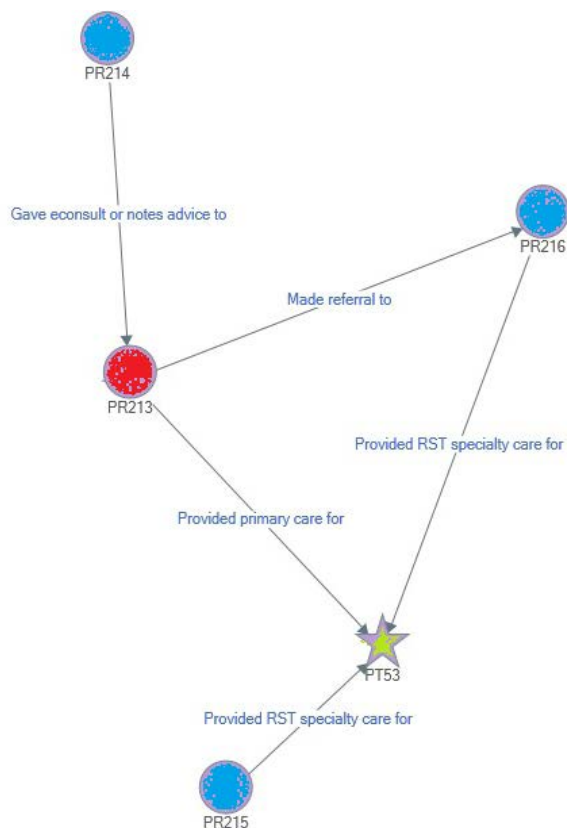 PR214
Gave econsult or notes advice to
PR216
Made referral to
PR213
Provided RST specialty care for
Provided primary care for
PT53
Provided RST specialty care for
PR215